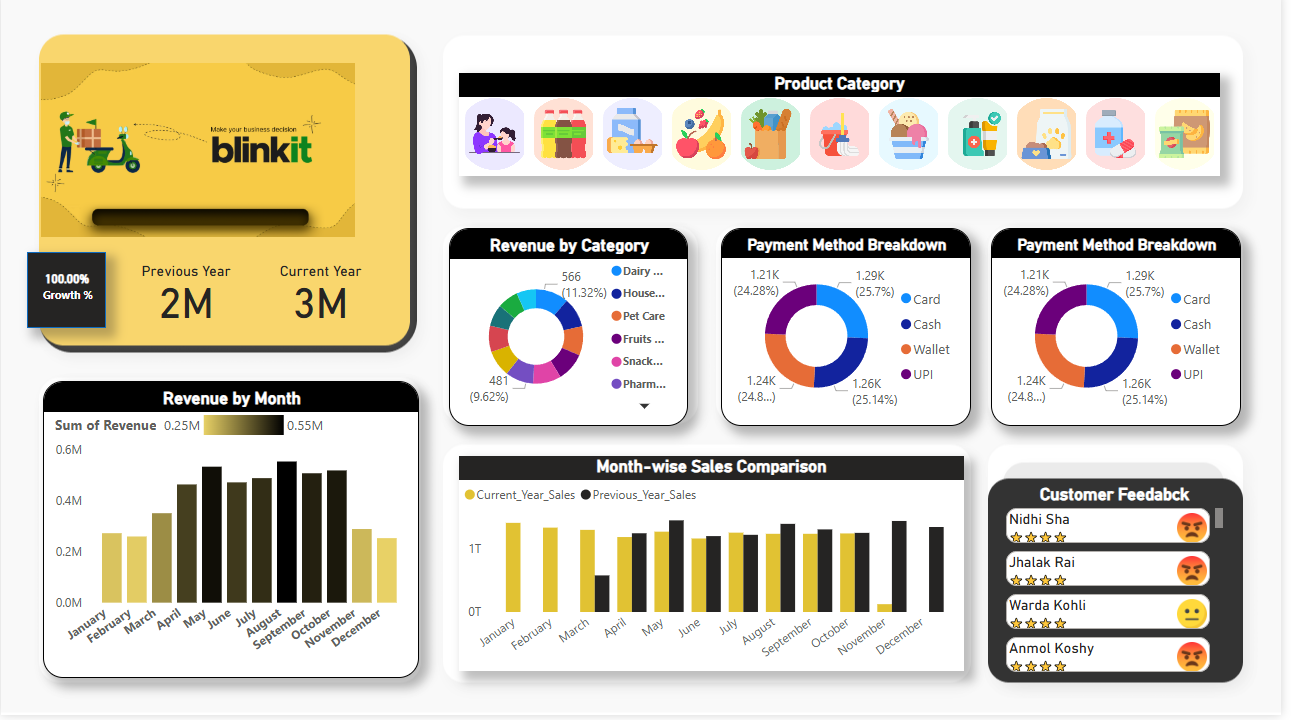 Make your business decision
blinkit
100.00%
Growth %
Previous Year
2M
Current Year
3M
Product Category
Revenue by Category
566
(11.32%)
481
(9.62%)
Dairy ...
House...
Pet Care
Fruits ...
Snack...
Pharm...
Payment Method Breakdown
1.21K
(24.28%)
1.29K
(25.7%)
1.24K
(24.8...)
1.26K
(25.14%)
Card
Cash
Wallet
UPI
Payment Method Breakdown
1.21K
(24.28%)
1.29K
(25.7%)
1.24K
(24.8...)
1.26K
(25.14%)
Card
Cash
Wallet
UPI
Revenue by Month
Sum of Revenue 0.25M 0.55M
0.6M
0.4M
0.2M
0.0M
January
February
March
April
May
June
July
August
September
October
November
December
Month-wise Sales Comparison
Current_Year_Sales Previous_Year_Sales
1T
0T
January
February
March
April
May
June
July
August
September
October
November
December
Customer Feedabck
Nidhi Sha
Jhalak Rai
Warda Kohli
Anmol Koshy